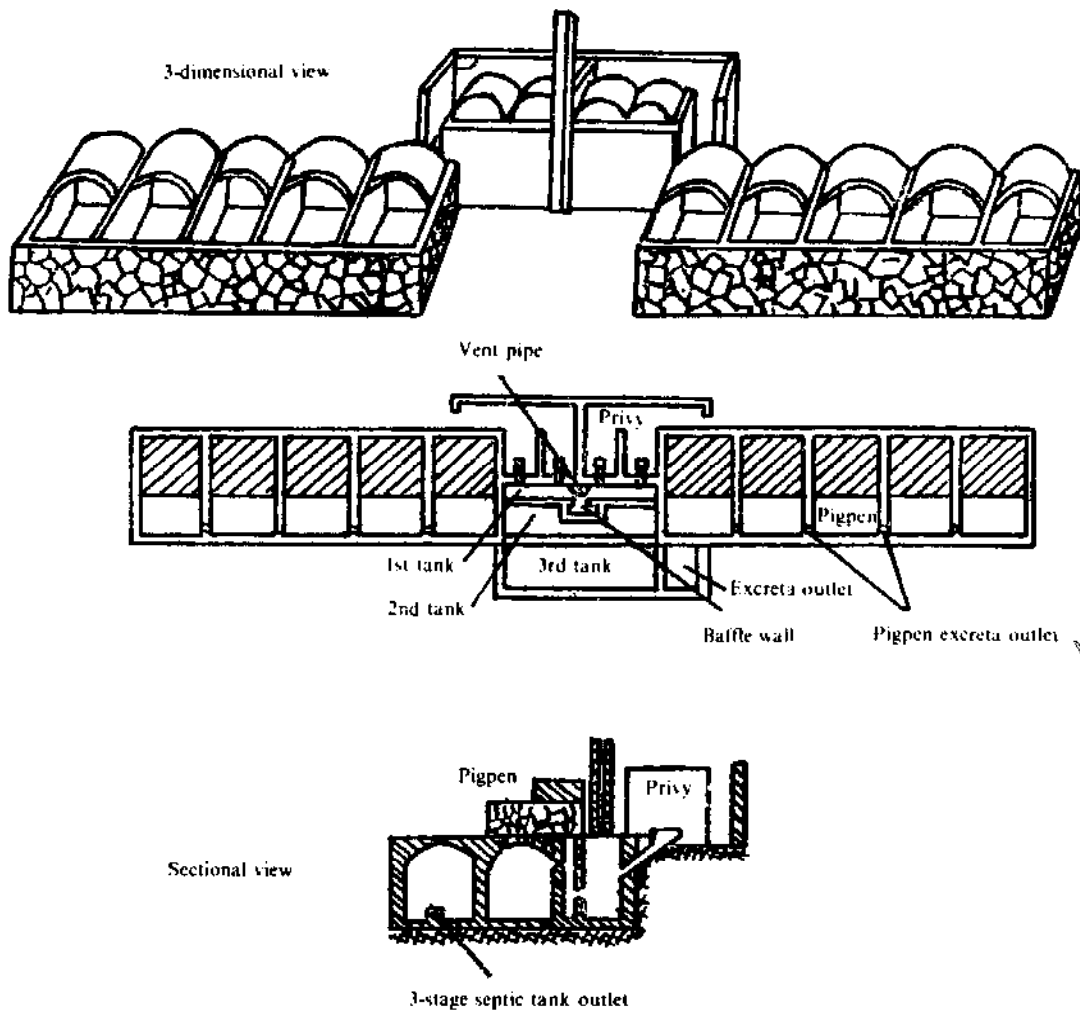 3-dimensional view
Vent pipe
Privy
Pigpen
1st tank
3rd tank
Excreta outlet
2nd tank
Baffle wall
Pigpen excreta outlet
Pigpen
Privy
Sectional view
3-stage septic tank outlet